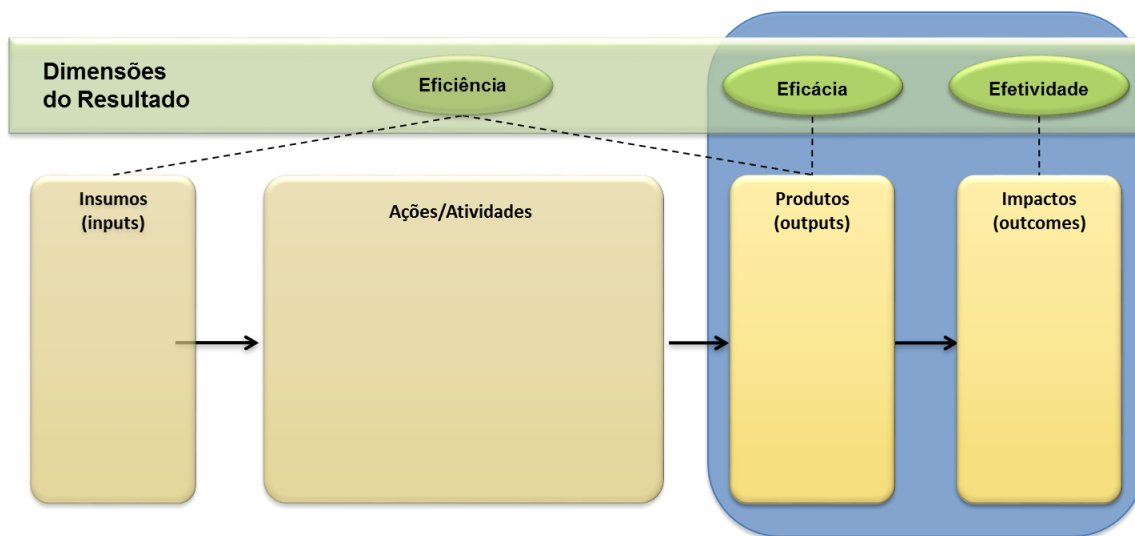 Dimensões
do Resultado
Eficiência
Eficácia
Efetividade
Insumos
(inputs)
Ações/Atividades
Produtos
(outputs)
Impactos
(outcomes)